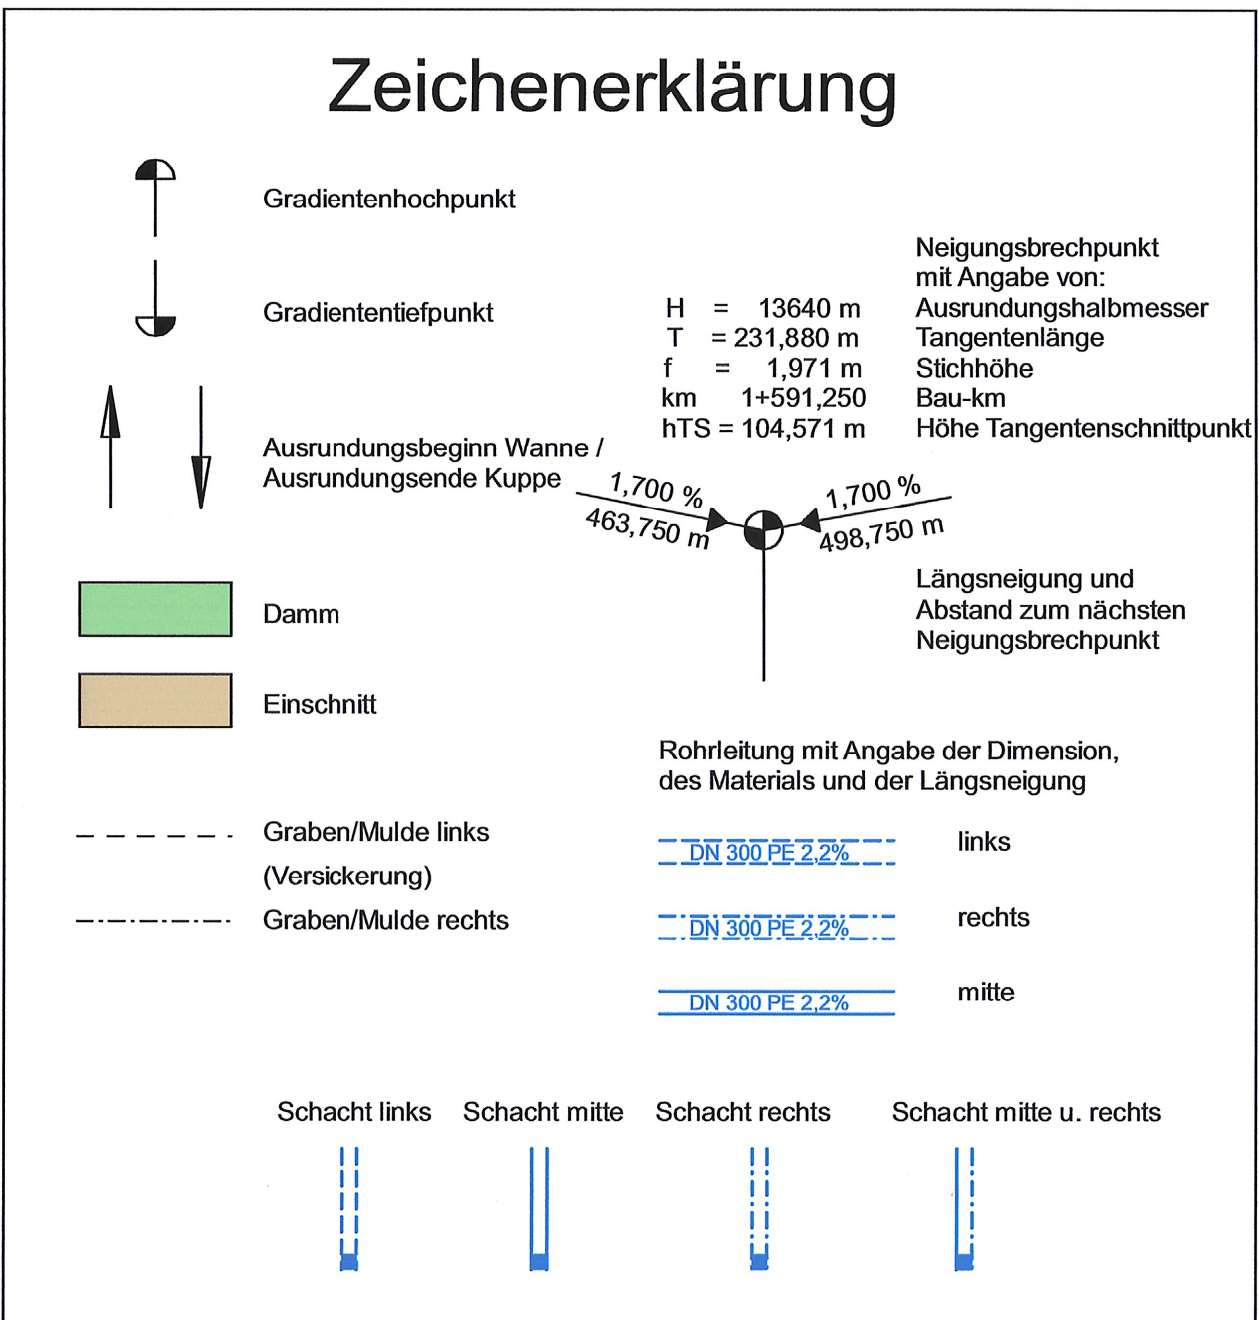 Zeichenerklärung
Gradientenhochpunkt
Gradiententiefpunkt
Ausrundungsbeginn Wanne /
Ausrundungsende Kuppe
Damm
Einschnitt
Graben/Mulde links
(Versickerung)
Graben/Mulde rechts
Neigungsbrechpunkt
mit Angabe von:
H = 13640 m Ausrundungshalbmesser
T = 231,880 m Tangentenlänge
f = 1,971 m Stichhöhe
km 1+591,250 Bau-km
hTS = 104,571 m Höhe Tangentenschnittpunkt
1,700 %
463,750 m
1,700 %
498,750 m
Längsneigung und
Abstand zum nächsten
Neigungsbrechpunkt
Rohrleitung mit Angabe der Dimension,
des Materials und der Längsneigung
DN 300 PE 2,2% links
DN 300 PE 2,2% rechts
DN 300 PE 2,2% mitte
Schacht links Schacht mitte Schacht rechts Schacht mitte u. rechts